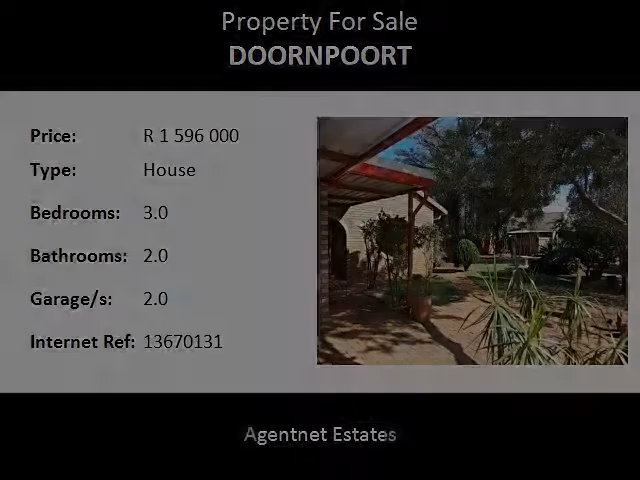 Property For Sale
DOORNPOORT
Price: R 1 596 000
Type: House
Bedrooms: 3.0
Bathrooms: 2.0
Garage/s: 2.0
Internet Ref: 13670131
Agentnet Estates